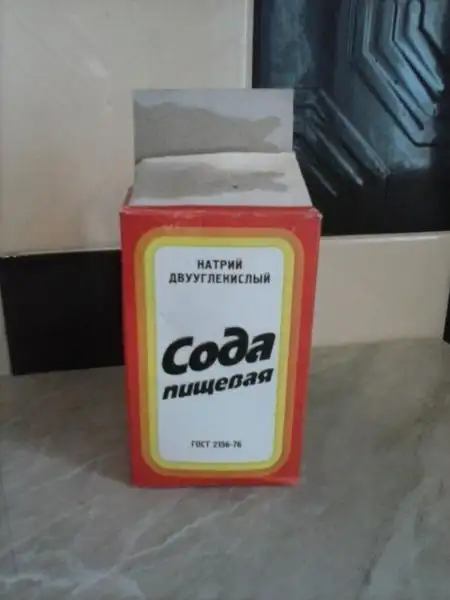 НАТРИЙ
ДВУУГЛЕКИСЛЫЙ
Сода
пищевая
ГОСТ 2156-76